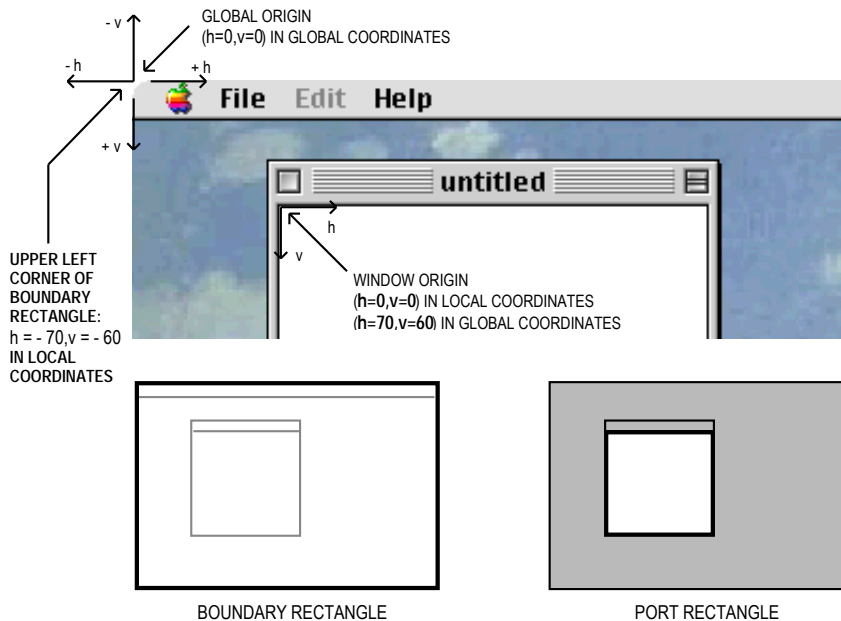 - v
GLOBAL ORIGIN
(h=0,v=0) IN GLOBAL COORDINATES
- h
+ h
File Edit Help
+ v
untitled
h
v
WINDOW ORIGIN
(h=0,v=0) IN LOCAL COORDINATES
(h=70,v=60) IN GLOBAL COORDINATES
UPPER LEFT
CORNER OF
BOUNDARY
RECTANGLE:
h = - 70,v = - 60
IN LOCAL
COORDINATES
BOUNDARY RECTANGLE
PORT RECTANGLE